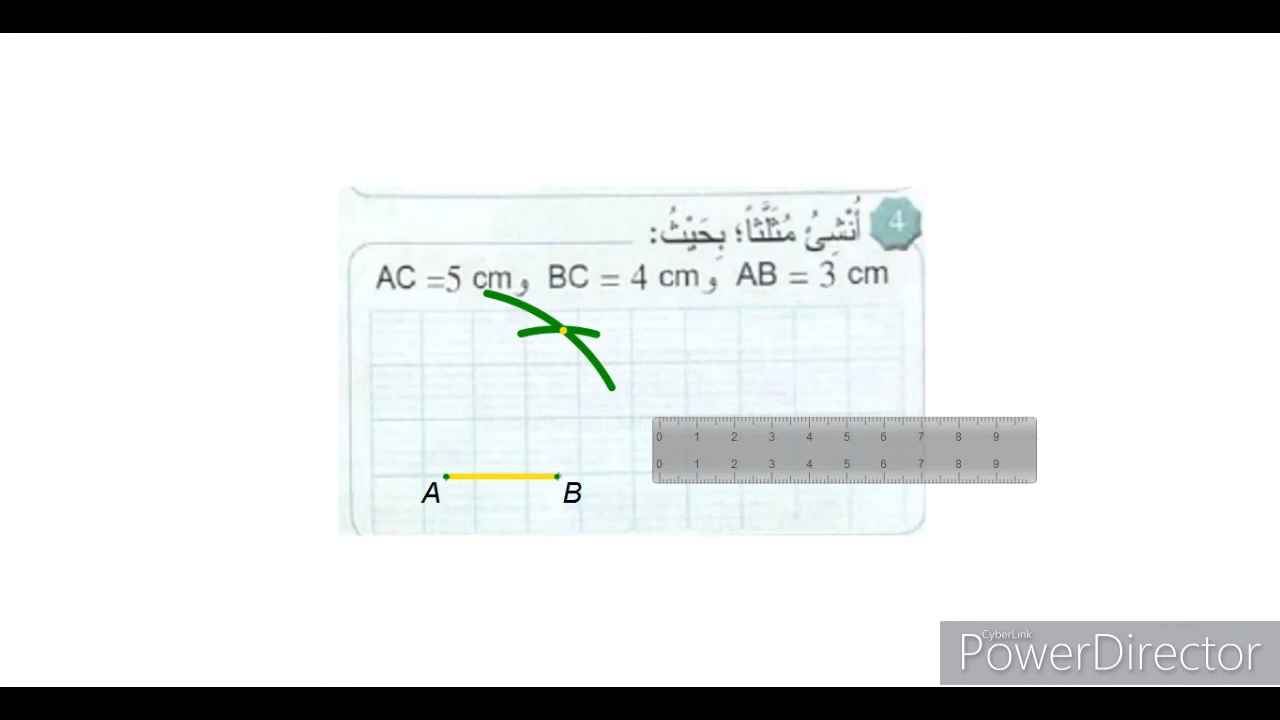 4 أُنْشِئُ مُثَلَّثاً؛ بِحَيْثُ:
AC =5 cm و BC = 4 cm و AB = 3 cm
0 1 2 3 4 5 6 7 8 9
0 1 2 3 4 5 6 7 8 9
A B
CyberLink
PowerDirector